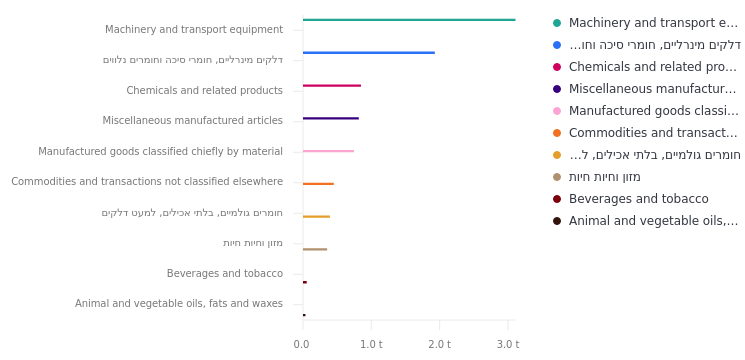 Machinery and transport equipment
דלקים מינרליים, חומרי סיכה וחומרים נלווים
Chemicals and related products
Miscellaneous manufactured articles
Manufactured goods classified chiefly by material
Commodities and transactions not classified elsewhere
חומרים גולמיים, בלתי אכילים, למעט דלקים
מזון וחיות חיות
Beverages and tobacco
Animal and vegetable oils, fats and waxes
0.0
1.0 t
2.0 t
3.0 t
Machinery and transport e...
דלקים מינרליים, חומרי סיכה וחו...
Chemicals and related pro...
Miscellaneous manufactur...
Manufactured goods classi...
Commodities and transact...
חומרים גולמיים, בלתי אכילים, ל...
מזון וחיות חיות
Beverages and tobacco
Animal and vegetable oils,...